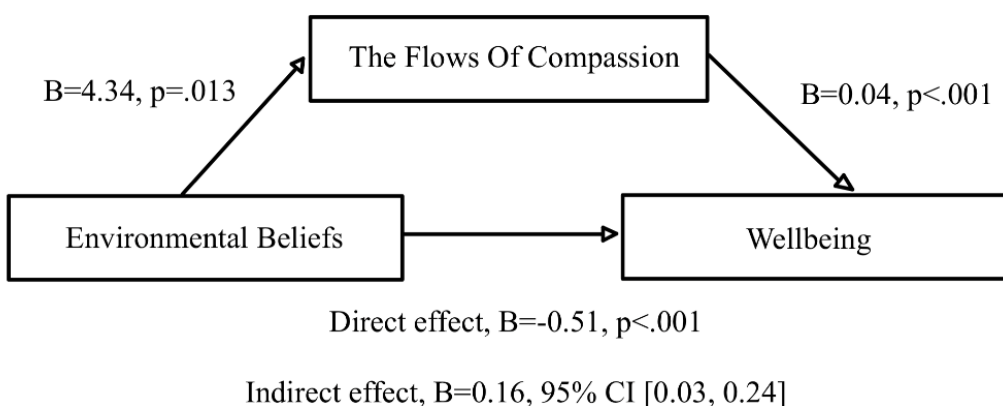 The Flows Of Compassion
B=4.34, p=.013
B=0.04, p<.001
Environmental Beliefs
Wellbeing
Direct effect, B=-0.51, p<.001
Indirect effect, B=0.16, 95% CI [0.03, 0.24]